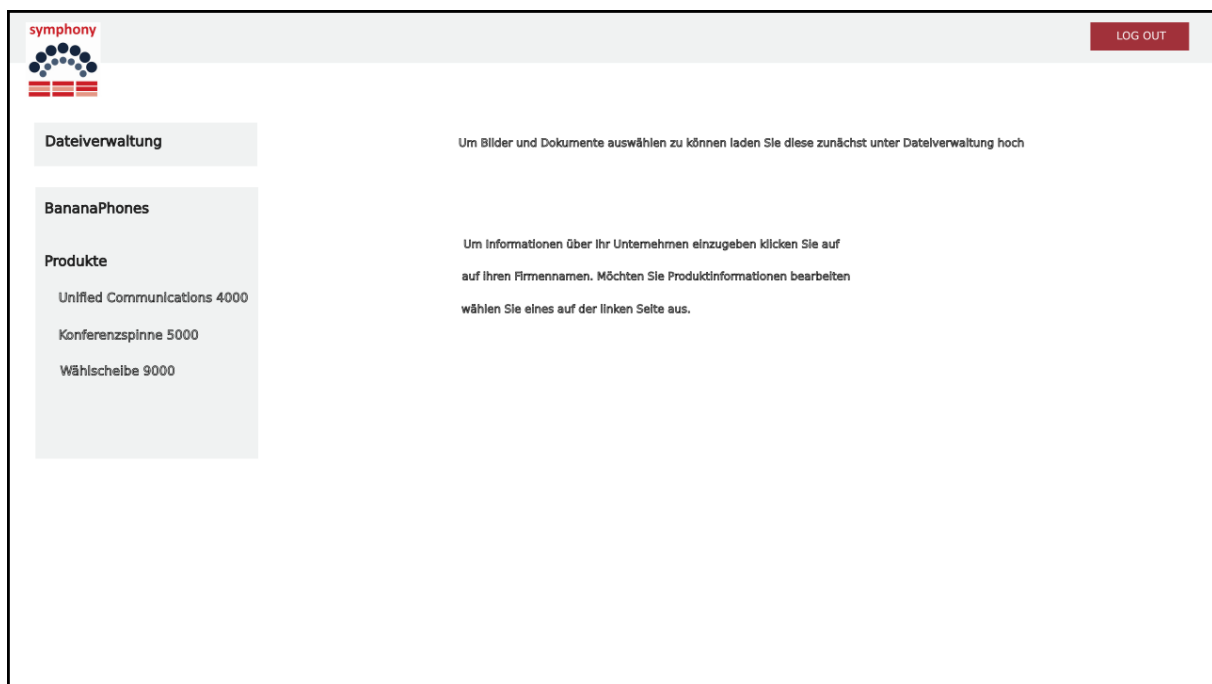 symphony
LOG OUT
Dateiverwaltung
Um Bilder und Dokumente auswählen zu können laden Sie diese zunächst unter Dateiverwaltung hoch
BananaPhones
Produkte
Unified Communications 4000
Konferenzspinne 5000
Wählscheibe 9000
Um Informationen über Ihr Unternehmen einzugeben klicken Sie auf
auf Ihren Firmennamen. Möchten Sie Produktinformationen bearbeiten
wählen Sie eines auf der linken Seite aus.